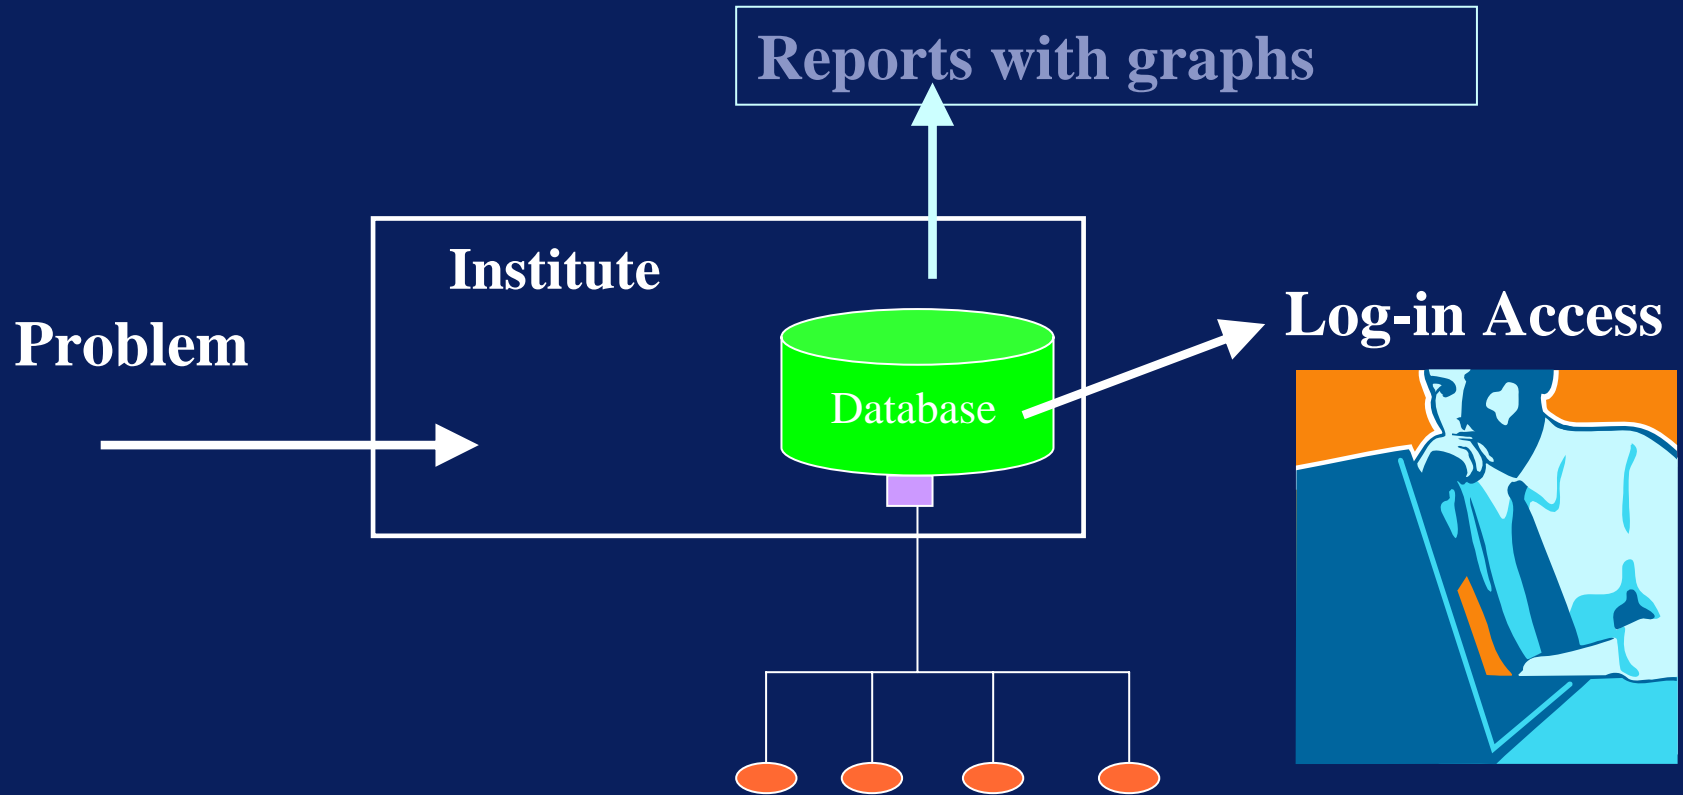 Reports with graphs
Institute
Problem
Log-in Access
Database